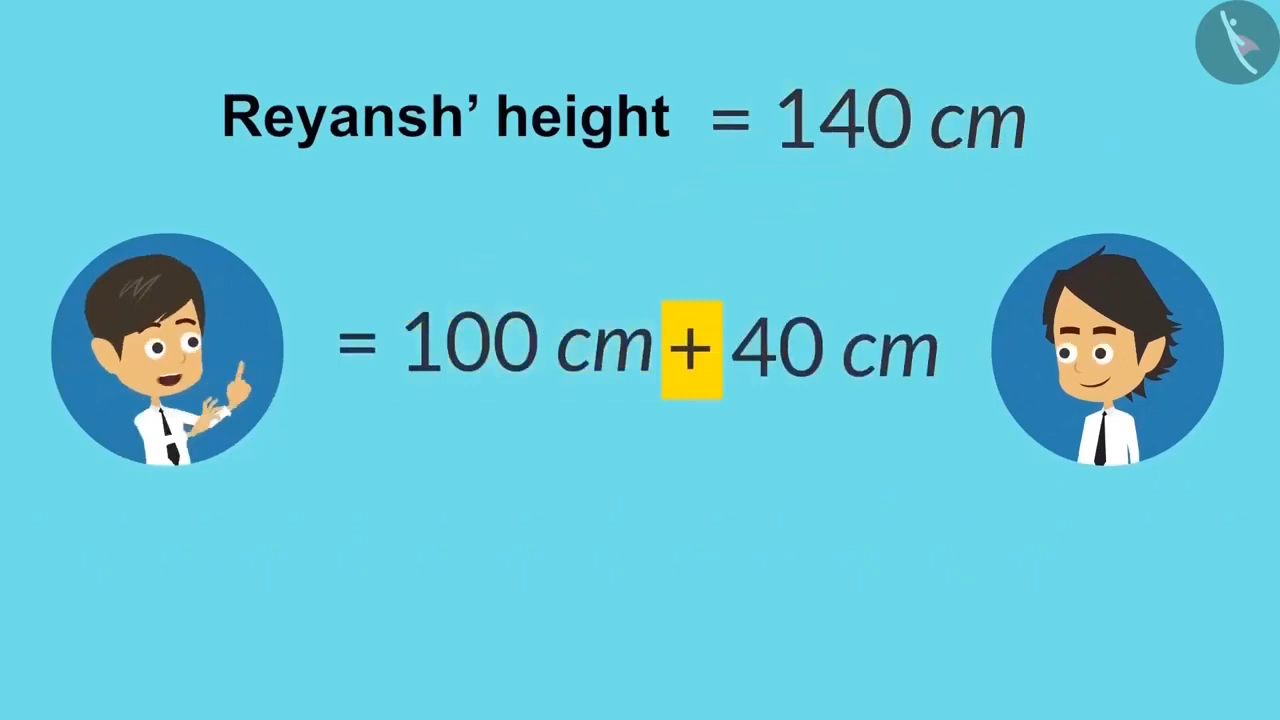 Reyansh’ height = 140 cm
= 100 cm + 40 cm